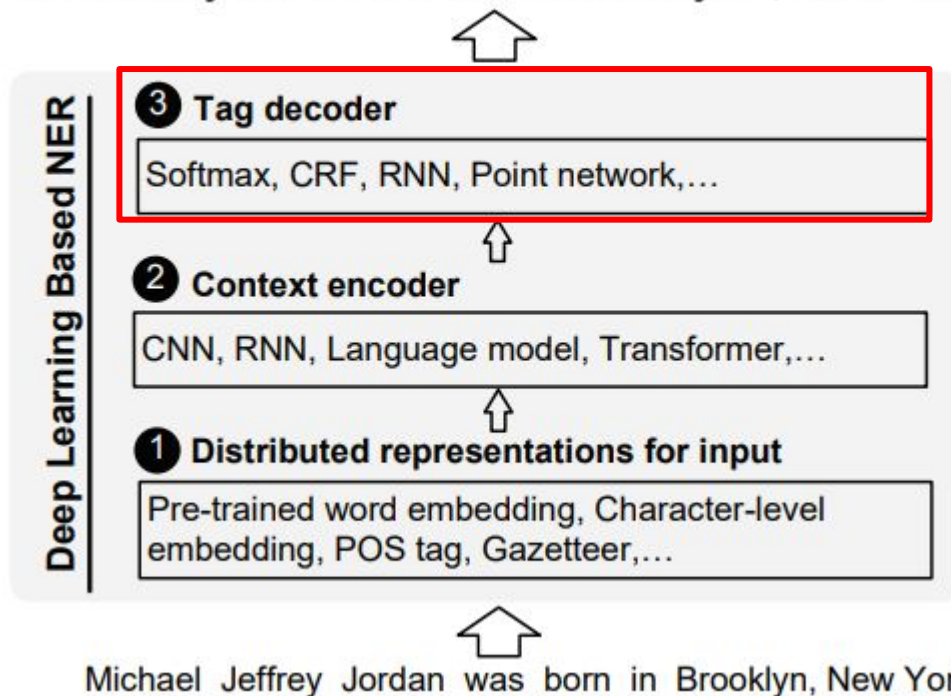 3 Tag decoder
Softmax, CRF, RNN, Point network,...
2 Context encoder
CNN, RNN, Language model, Transformer,...
1 Distributed representations for input
Pre-trained word embedding, Character-level
embedding, POS tag, Gazetteer,...
Deep Learning Based NER
Michael Jeffrey Jordan was born in Brooklyn, New Yo